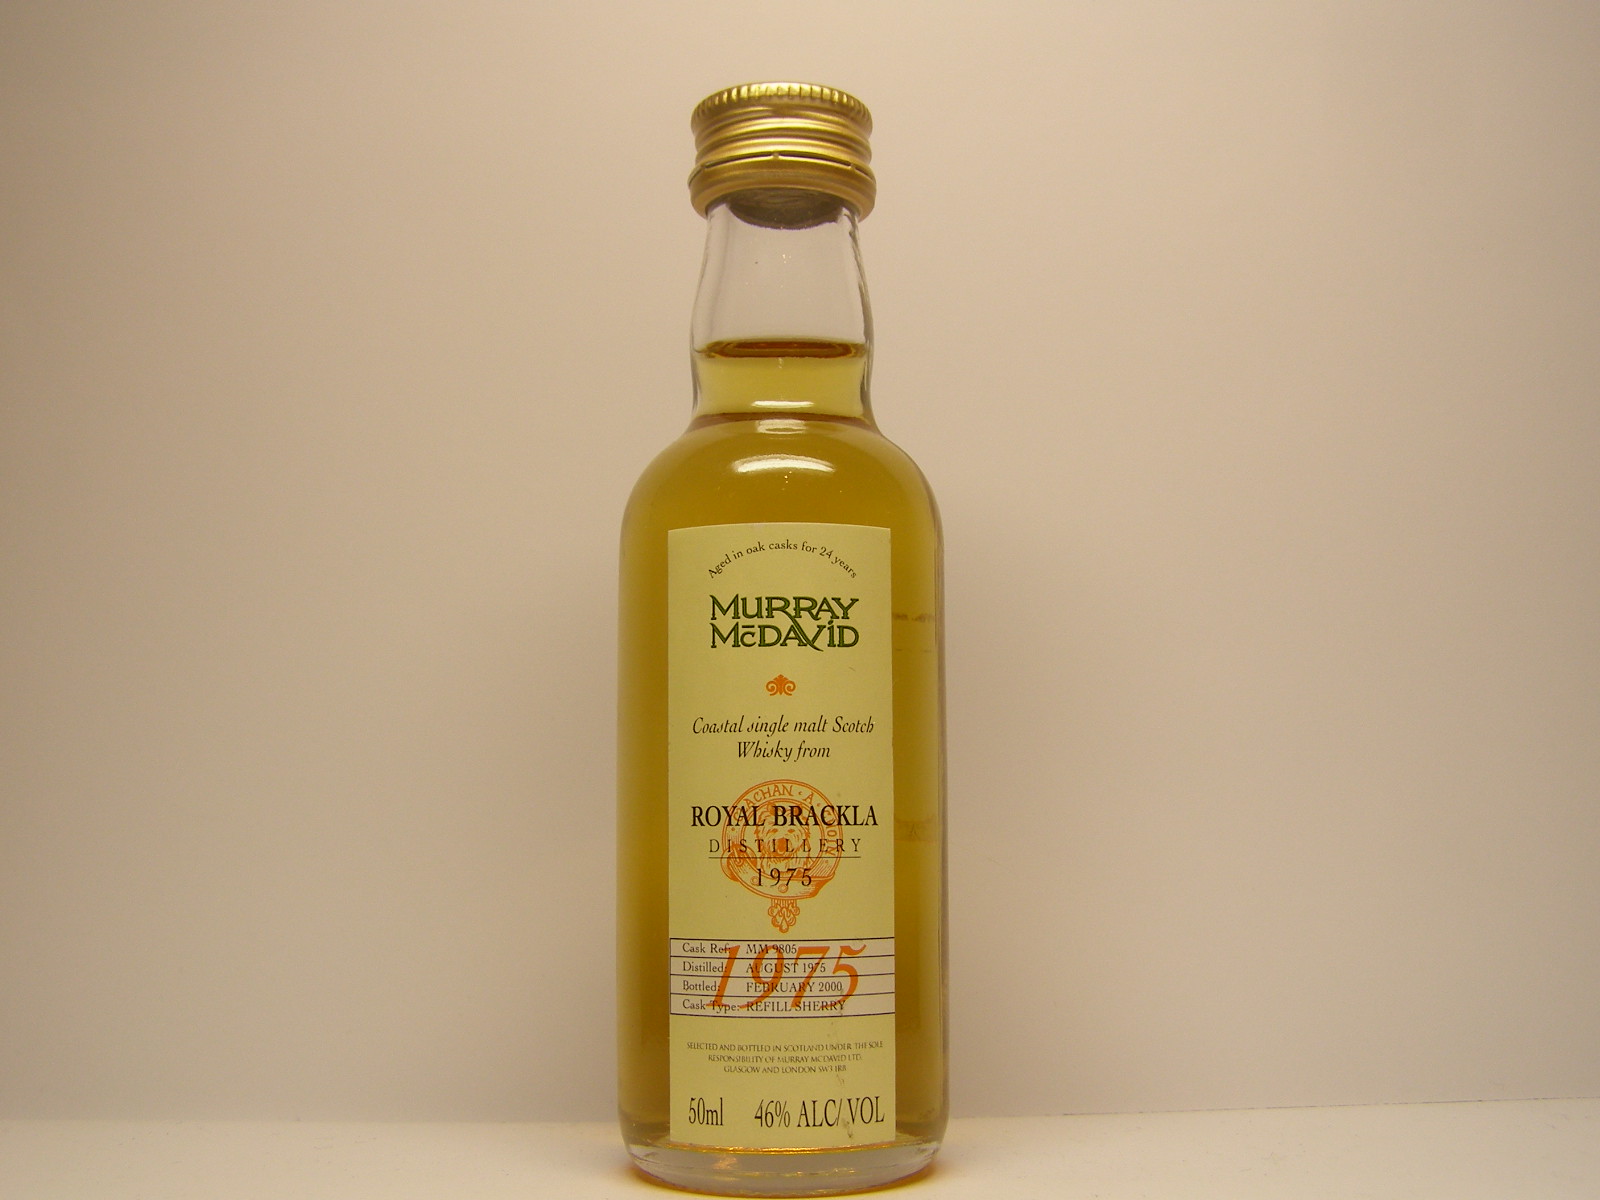 Aged in oak casks for 24 years
MURRAY
McDAVID
Coastal single malt Scotch
Whisky from
ROYAL BRACKLA
DISTILLERY
1975
Cask Ref: MM 9805
Distilled: AUGUST 1975
Bottled: FEBRUARY 2000
Cask Type: REFILL SHERRY
1975
SELECTED AND BOTTLED IN SCOTLAND UNDER THE SOLE
RESPONSIBILITY OF MURRAY MCDAVID LTD.
GLASGOW AND LONDON SW3
50ml 46% ALC/VOL